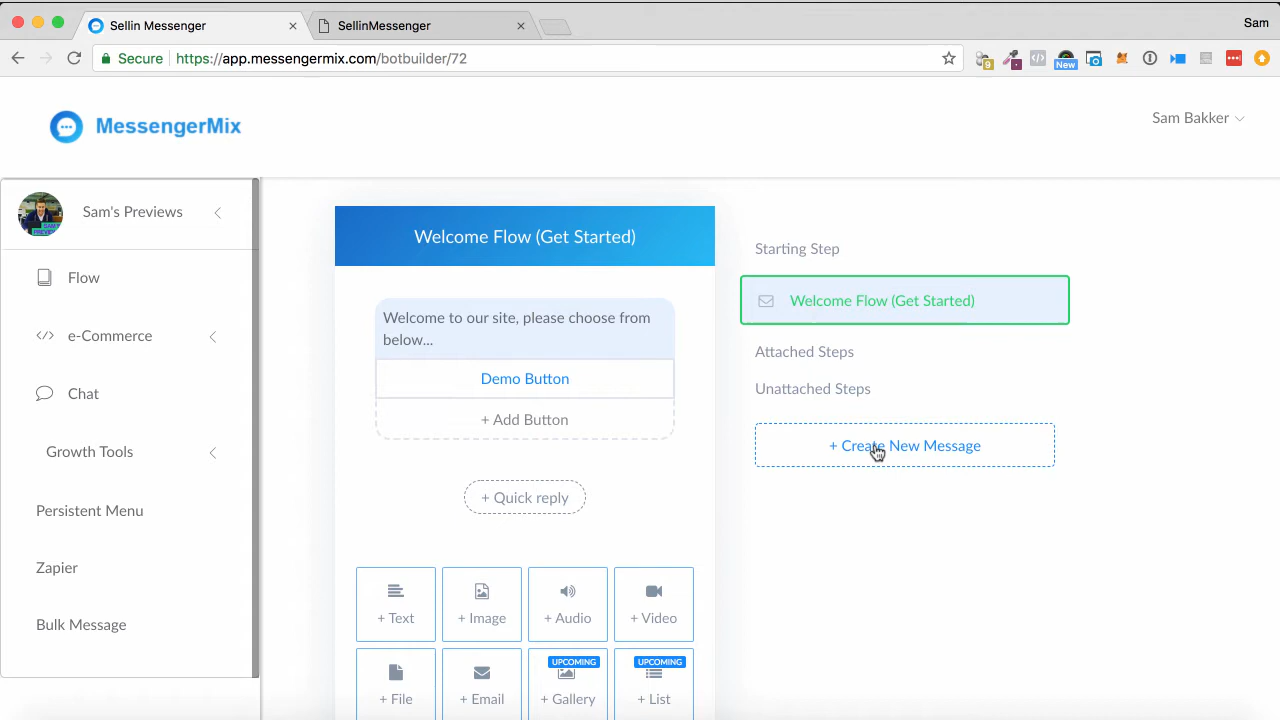 Sellin Messenger
SellinMessenger
Sam
Secure
https://app.messengermix.com/botbuilder/72
9
New
MessengerMix
Sam Bakker
Sam's Previews
Flow
e-Commerce
Chat
Growth Tools
Persistent Menu
Zapier
Bulk Message
Welcome Flow (Get Started)
Welcome to our site, please choose from
below...
Demo Button
+ Add Button
+ Quick reply
+ Text
+ Image
+ Audio
+ Video
+ File
+ Email
UPCOMING
+ Gallery
UPCOMING
+ List
Starting Step
Welcome Flow (Get Started)
Attached Steps
Unattached Steps
+ Create New Message